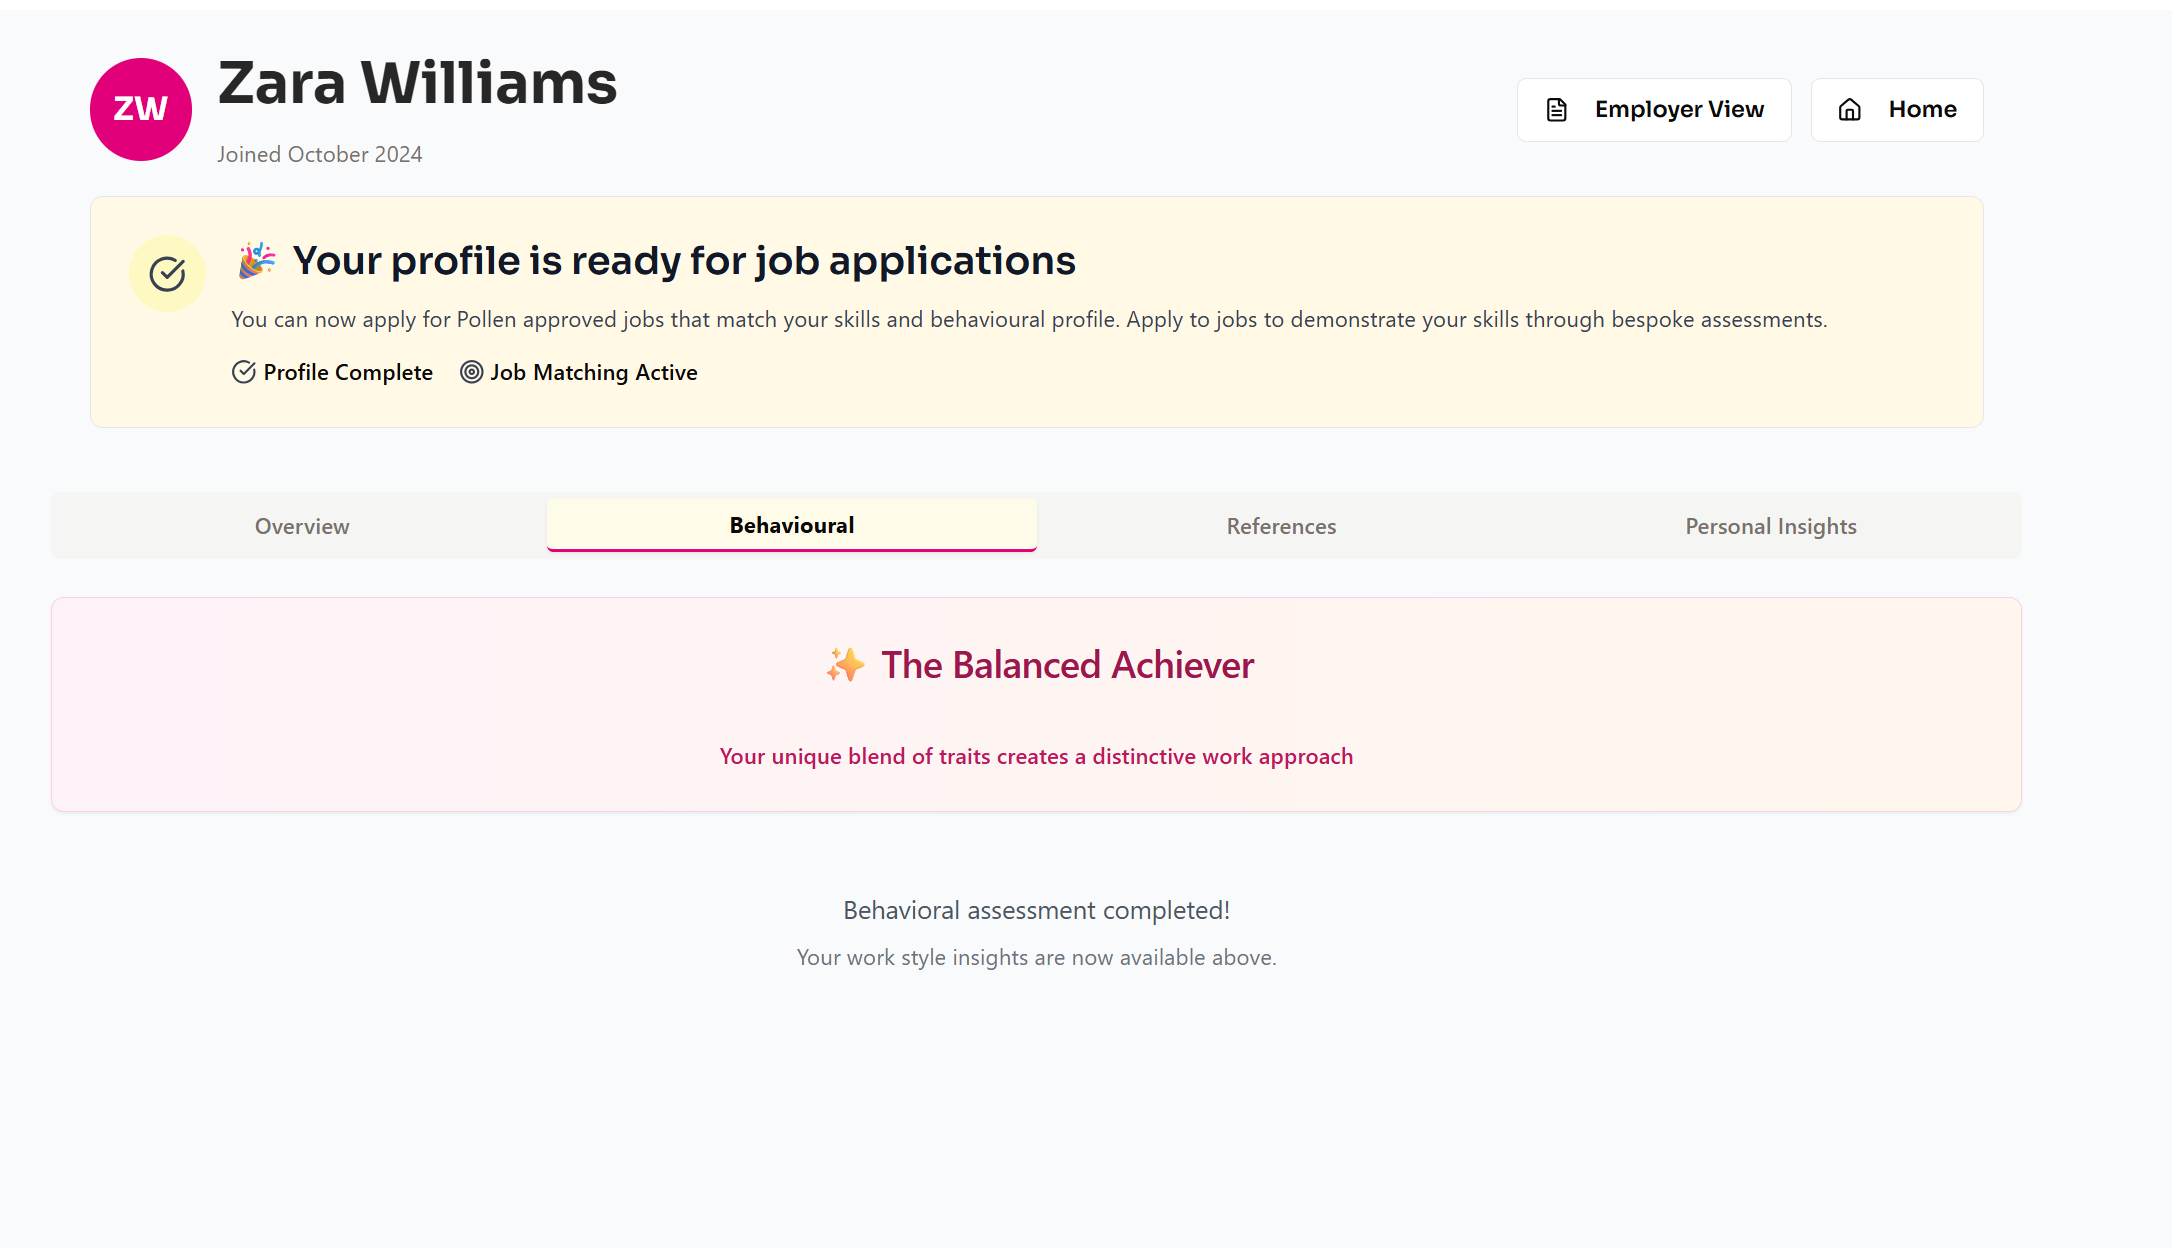 ZW
Zara Williams
Joined October 2024
Employer View
Home
🎉 Your profile is ready for job applications
You can now apply for Pollen approved jobs that match your skills and behavioural profile. Apply to jobs to demonstrate your skills through bespoke assessments.
Profile Complete
Job Matching Active
Overview
Behavioural
References
Personal Insights
✨ The Balanced Achiever
Your unique blend of traits creates a distinctive work approach
Behavioral assessment completed!
Your work style insights are now available above.